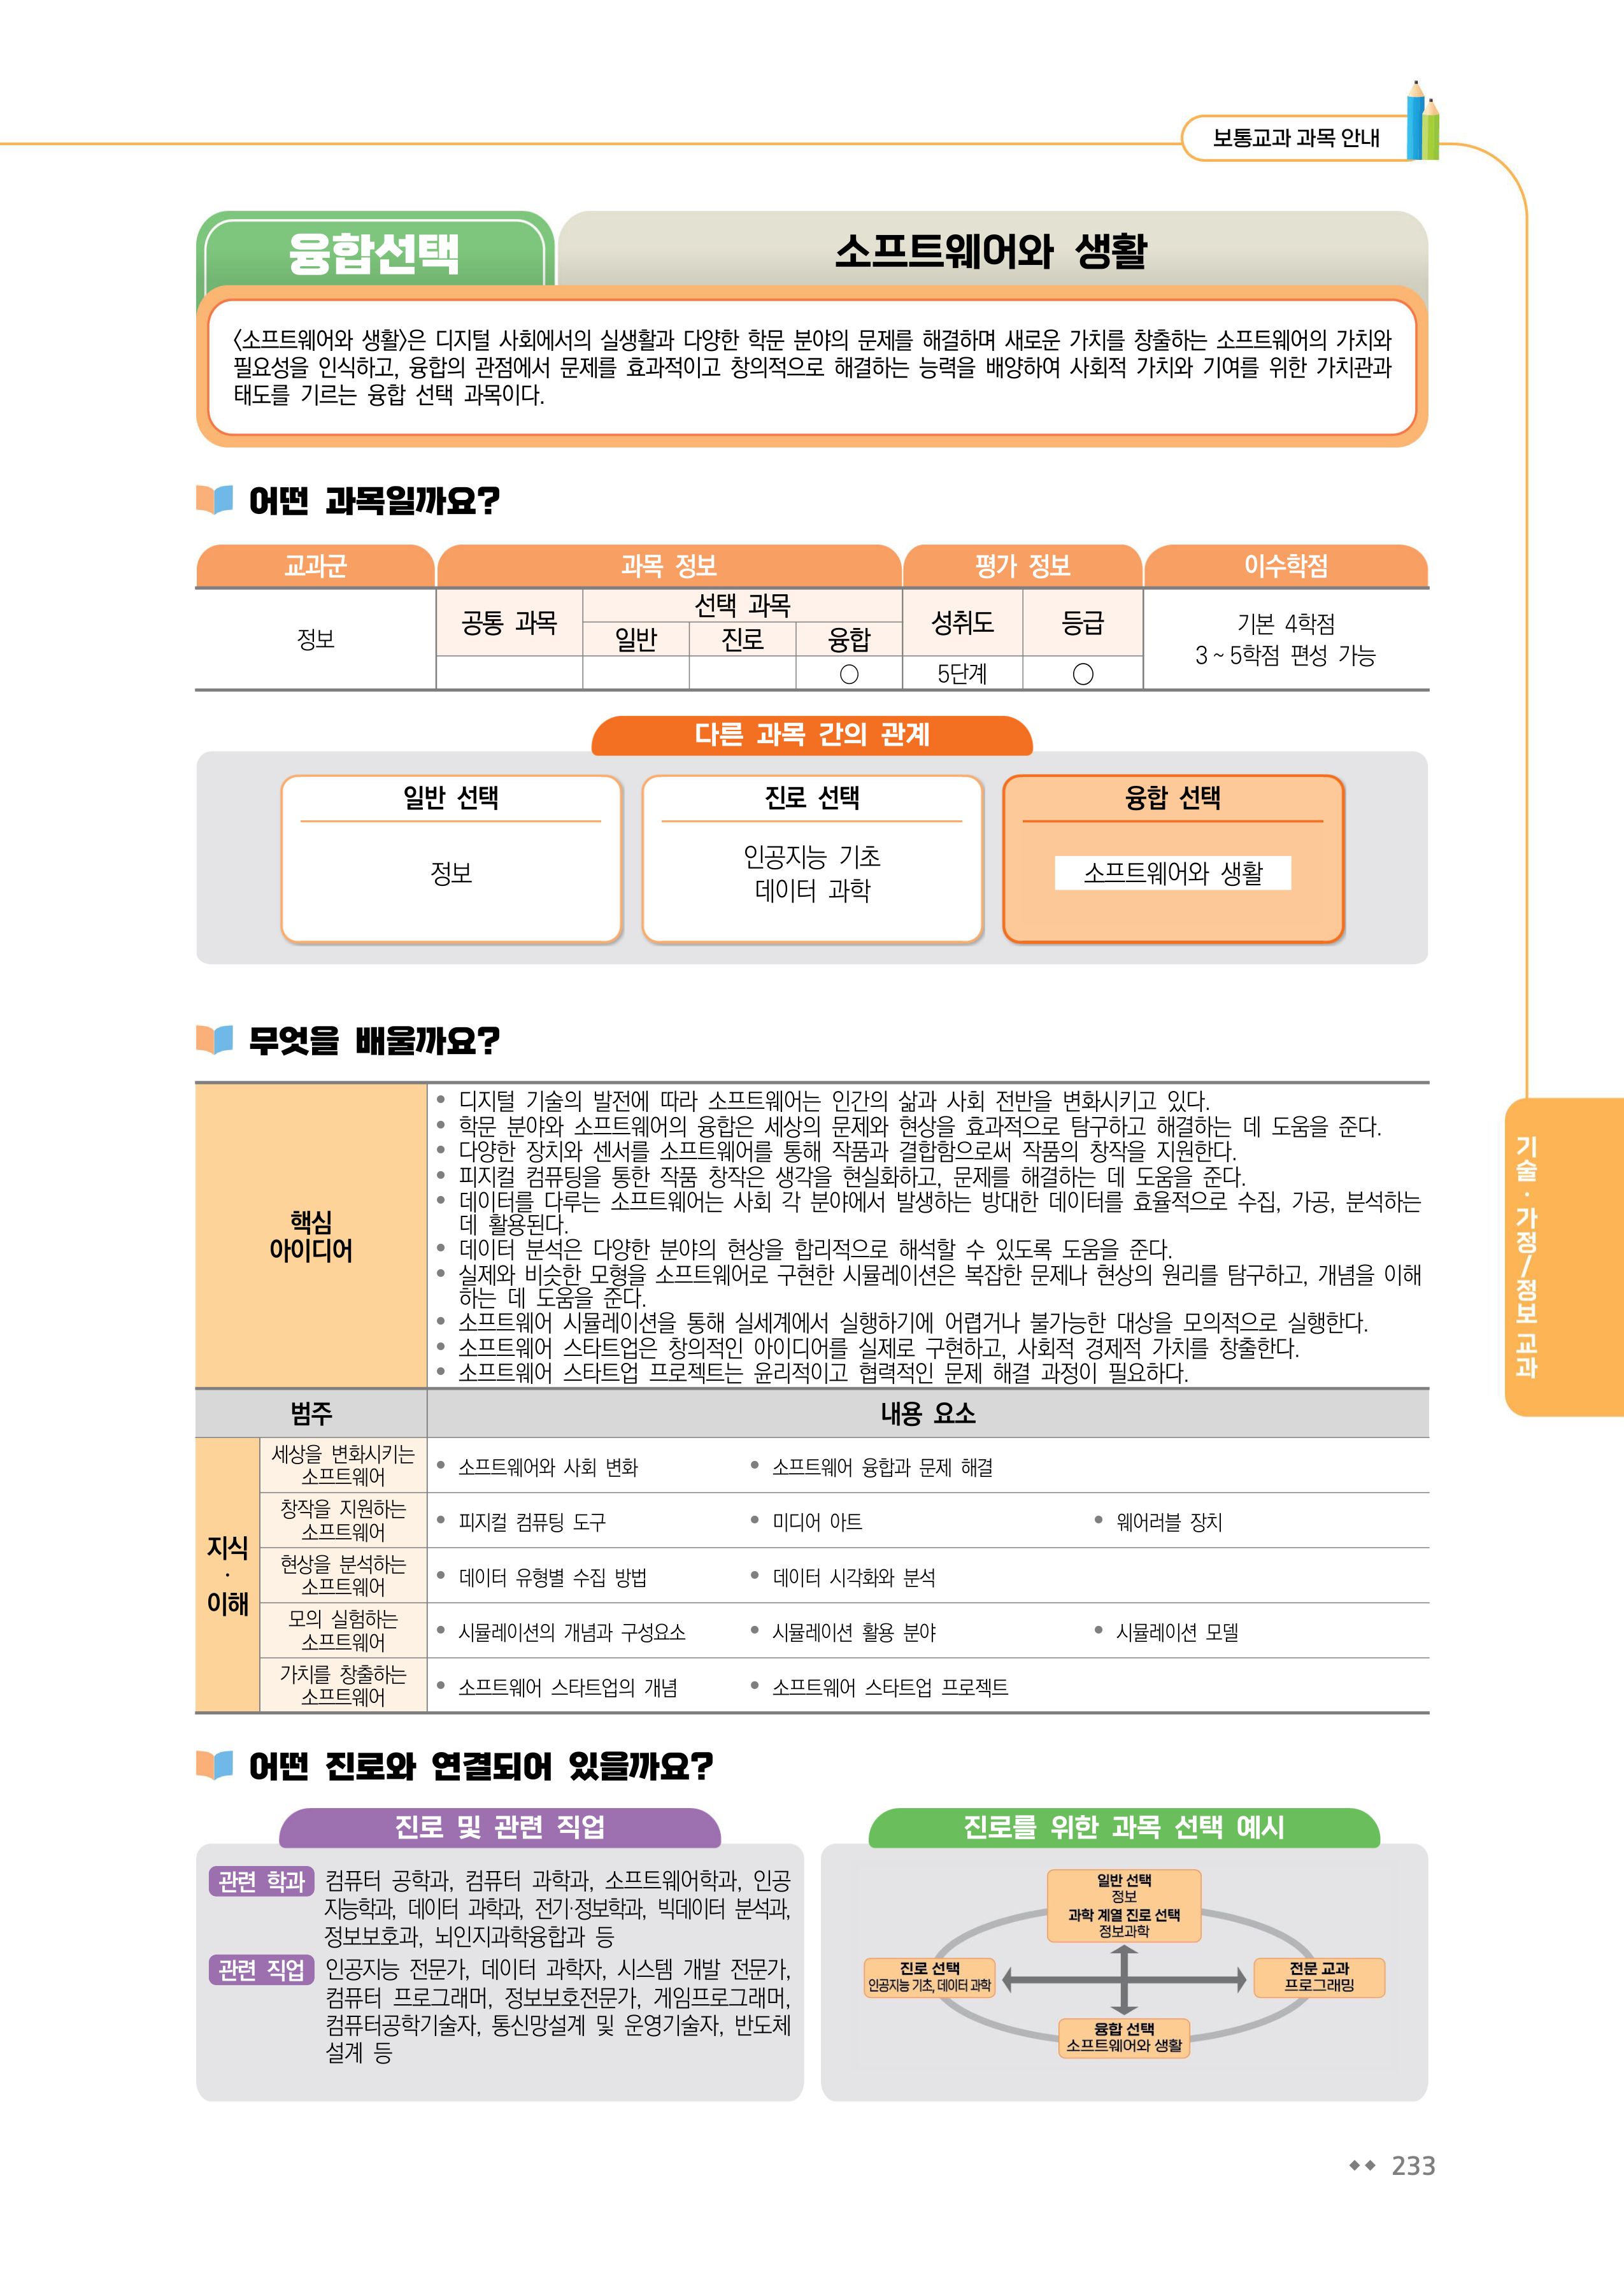 보통교과 과목 안내
융합선택
소프트웨어와 생활
〈소프트웨어와 생활〉은 디지털 사회에서의 실생활과 다양한 학문 분야의 문제를 해결하며 새로운 가치를 창출하는 소프트웨어의 가치와
필요성을 인식하고, 융합의 관점에서 문제를 효과적이고 창의적으로 해결하는 능력을 배양하여 사회적 가치와 기여를 위한 가치관과
태도를 기르는 융합 선택 과목이다.
어떤 과목일까요?
교과군 과목 정보 평가 정보 이수학점
정보
공통 과목
선택 과목
일반 진로 융합
○
성취도 등급
5단계 ○
기본 4학점
3 ~ 5학점 편성 가능
다른 과목 간의 관계
일반 선택
정보
진로 선택
인공지능 기초
데이터 과학
융합 선택
소프트웨어와 생활
무엇을 배울까요?
핵심
아이디어
• 디지털 기술의 발전에 따라 소프트웨어는 인간의 삶과 사회 전반을 변화시키고 있다.
• 학문 분야와 소프트웨어의 융합은 세상의 문제와 현상을 효과적으로 탐구하고 해결하는 데 도움을 준다.
• 다양한 장치와 센서를 소프트웨어를 통해 작품과 결합함으로써 작품의 창작을 지원한다.
• 피지컬 컴퓨팅을 통한 작품 창작은 생각을 현실화하고, 문제를 해결하는 데 도움을 준다.
• 데이터를 다루는 소프트웨어는 사회 각 분야에서 발생하는 방대한 데이터를 효율적으로 수집, 가공, 분석하는
데 활용된다.
• 데이터 분석은 다양한 분야의 현상을 합리적으로 해석할 수 있도록 도움을 준다.
• 실제와 비슷한 모형을 소프트웨어로 구현한 시뮬레이션은 복잡한 문제나 현상의 원리를 탐구하고, 개념을 이해
하는 데 도움을 준다.
• 소프트웨어 시뮬레이션을 통해 실세계에서 실행하기에 어렵거나 불가능한 대상을 모의적으로 실행한다.
• 소프트웨어 스타트업은 창의적인 아이디어를 실제로 구현하고, 사회적 경제적 가치를 창출한다.
• 소프트웨어 스타트업 프로젝트는 윤리적이고 협력적인 문제 해결 과정이 필요하다.
범주 내용 요소
지식
·
이해
세상을 변화시키는
소프트웨어
• 소프트웨어와 사회 변화 • 소프트웨어 융합과 문제 해결
창작을 지원하는
소프트웨어
• 피지컬 컴퓨팅 도구 • 미디어 아트 • 웨어러블 장치
현상을 분석하는
소프트웨어
• 데이터 유형별 수집 방법 • 데이터 시각화와 분석
모의 실험하는
소프트웨어
• 시뮬레이션의 개념과 구성요소 • 시뮬레이션 활용 분야 • 시뮬레이션 모델
가치를 창출하는
소프트웨어
• 소프트웨어 스타트업의 개념 • 소프트웨어 스타트업 프로젝트
어떤 진로와 연결되어 있을까요?
진로 및 관련 직업
관련 학과 컴퓨터 공학과, 컴퓨터 과학과, 소프트웨어학과, 인공
지능학과, 데이터 과학과, 전기·정보학과, 빅데이터 분석과,
정보보호과, 뇌인지과학융합과 등
관련 직업 인공지능 전문가, 데이터 과학자, 시스템 개발 전문가,
컴퓨터 프로그래머, 정보보호전문가, 게임프로그래머,
컴퓨터공학기술자, 통신망설계 및 운영기술자, 반도체
설계 등
진로를 위한 과목 선택 예시
일반 선택
정보
과학 계열 진로 선택
정보과학
진로 선택
인공지능 기초, 데이터 과학
전문 교과
프로그래밍
융합 선택
소프트웨어와 생활
기술·가정/정보 교과
233